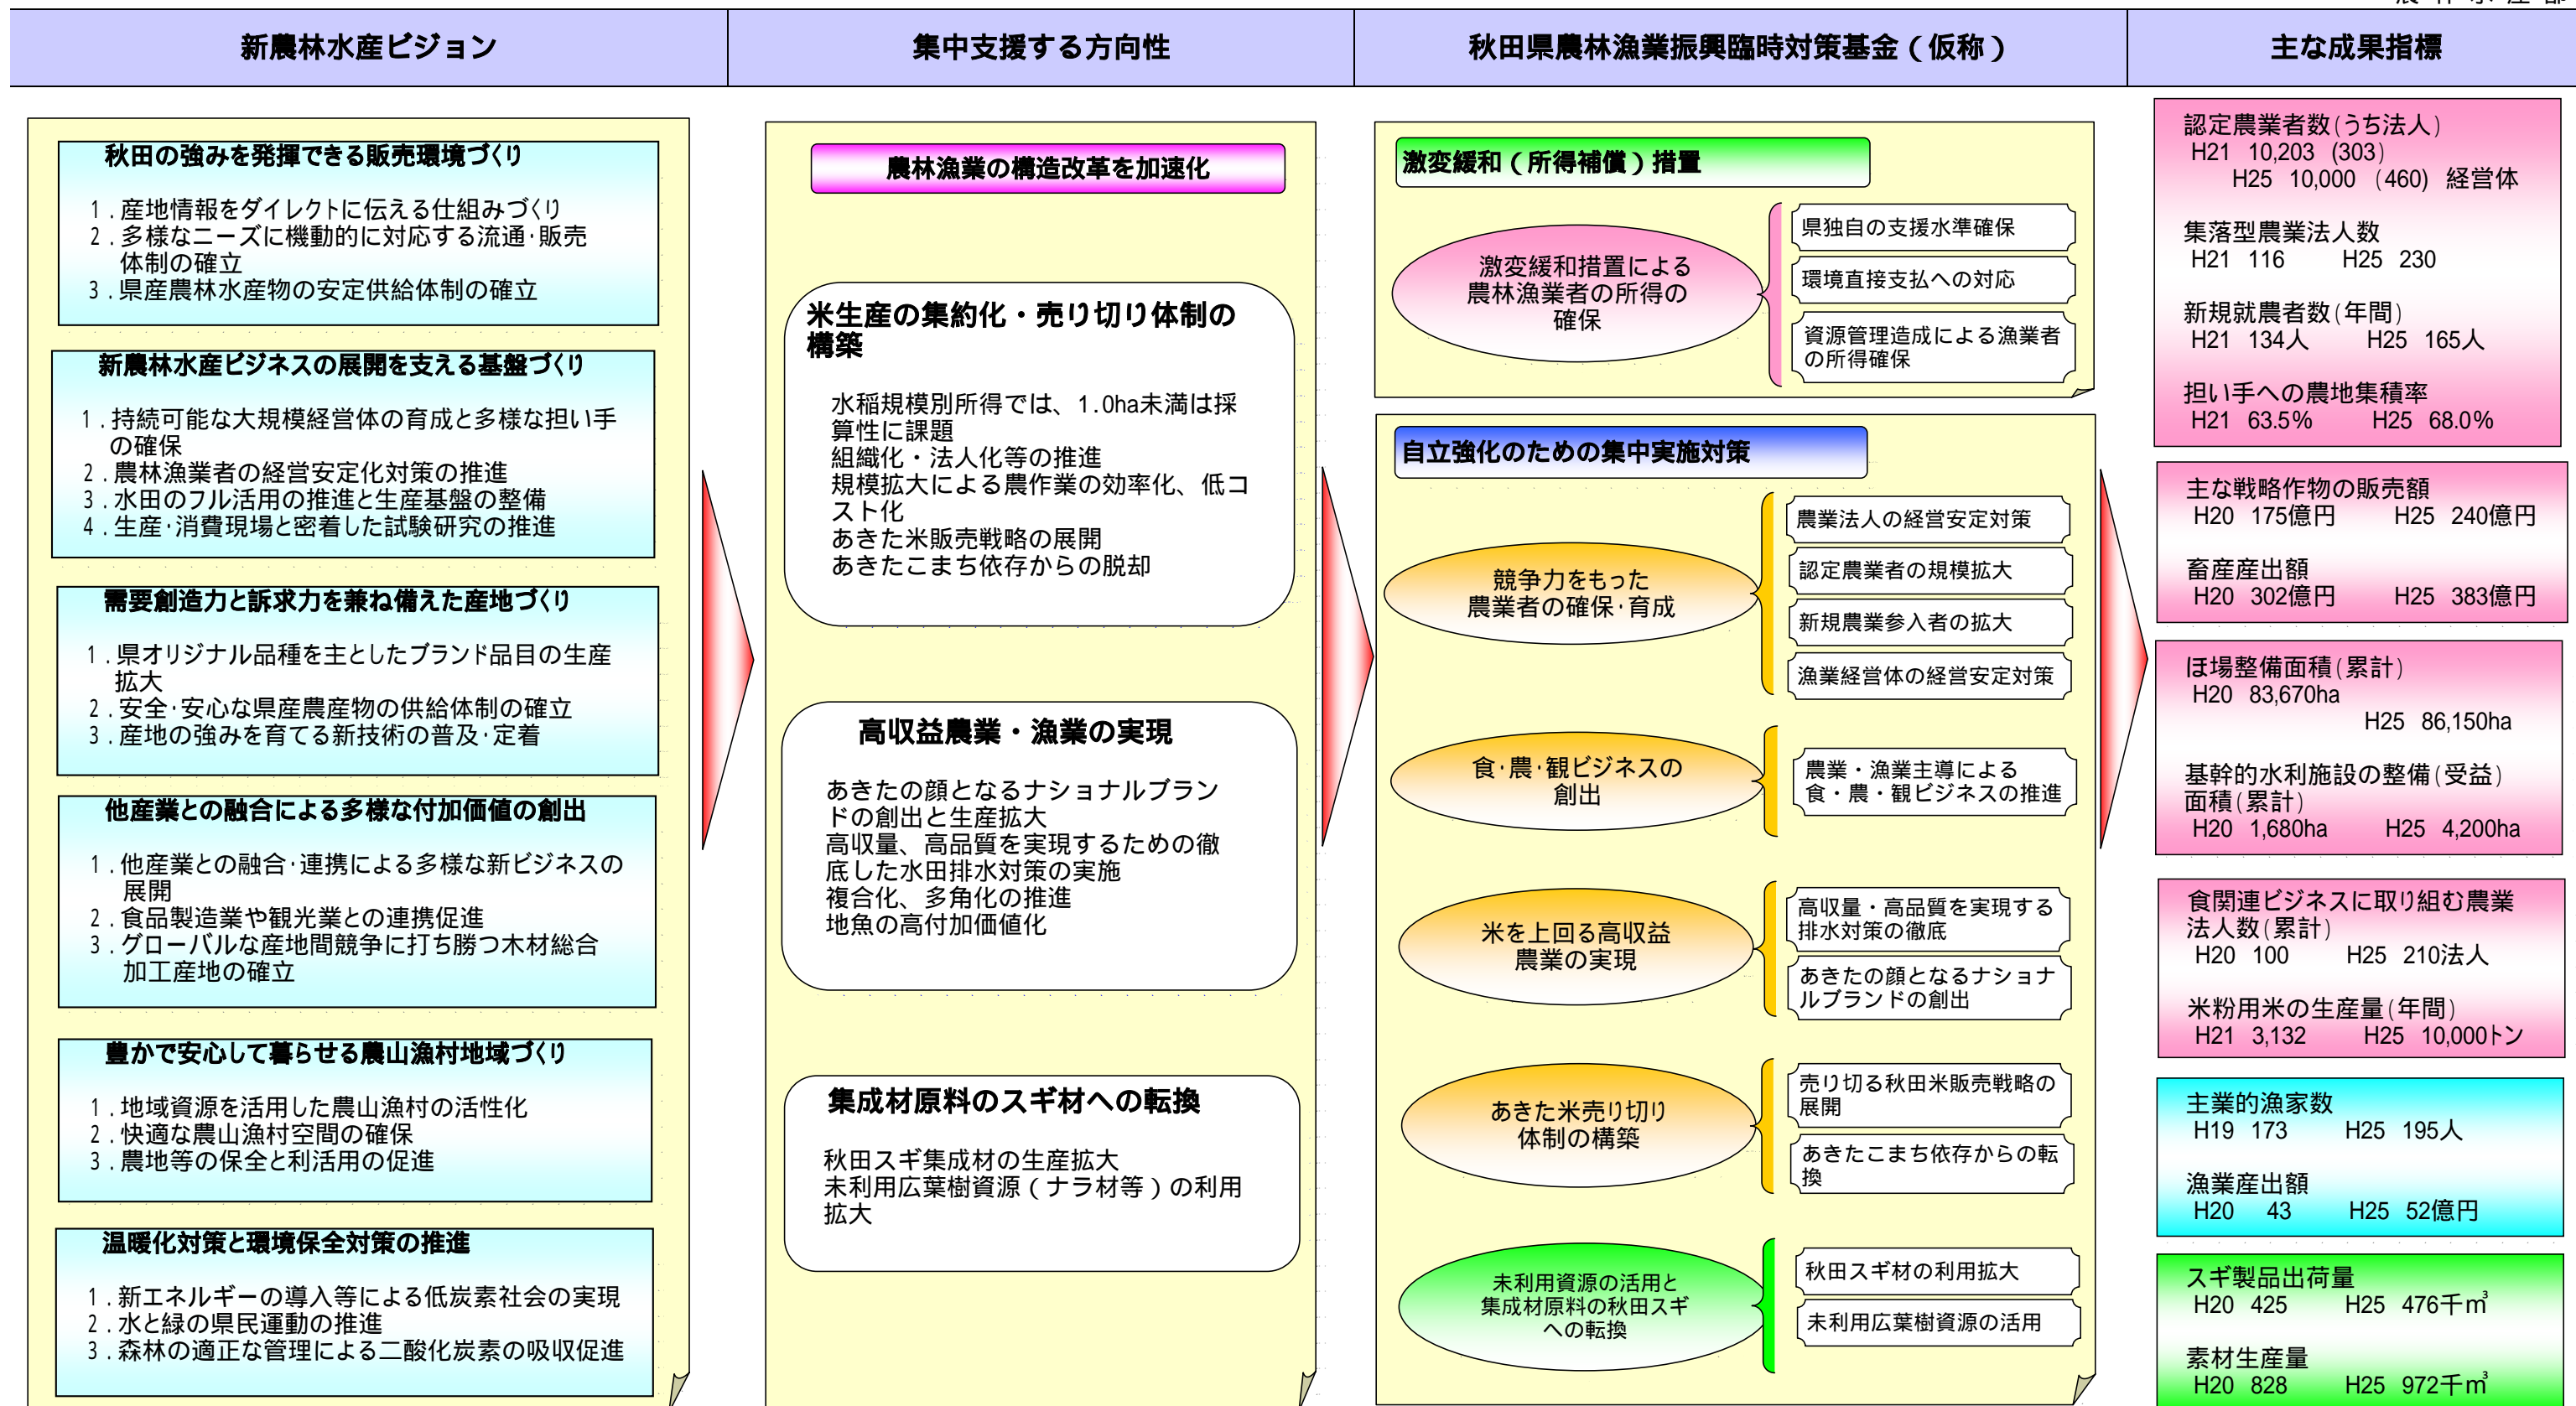 新農林水産ビジョン
集中支援する方向性
秋田県農林漁業振興臨時対策基金（仮称）
主な成果指標
秋田の強みを発揮できる販売環境づくり
1．産地情報をダイレクトに伝える仕組みづくり
2．多様なニーズに機動的に対応する流通・販売
体制の確立
3．県産農林水産物の安定供給体制の確立
新農林水産ビジネスの展開を支える基盤づくり
1．持続可能な大規模経営体の育成と多様な担い手
の確保
2．農林漁業者の経営安定化対策の推進
3．水田のフル活用の推進と生産基盤の整備
4．生産・消費現場と密着した試験研究の推進
需要創造力と訴求力を兼ね備えた産地づくり
1．県オリジナル品種を主としたブランド品目の生産
拡大
2．安全・安心な県産農産物の供給体制の確立
3．産地の強みを育てる新技術の普及・定着
他産業との融合による多様な付加価値の創出
1．他産業との融合・連携による多様な新ビジネスの
展開
2．食品製造業や観光業との連携促進
3．グローバルな産地間競争に打ち勝つ木材総合
加工産地の確立
豊かで安心して暮らせる農山漁村地域づくり
1．地域資源を活用した農山漁村の活性化
2．快適な農山漁村空間の確保
3．農地等の保全と利活用の促進
温暖化対策と環境保全対策の推進
1．新エネルギーの導入等による低炭素社会の実現
2．水と緑の県民運動の推進
3．森林の適正な管理による二酸化炭素の吸収促進
農林漁業の構造改革を加速化
米生産の集約化・売り切り体制の
構築
水稲規模別所得では、1.0ha未満は採
算性に課題
組織化・法人化等の推進
規模拡大による農作業の効率化、低コ
スト化
あきた米販売戦略の展開
あきたこまち依存からの脱却
高収益農業・漁業の実現
あきたの顔となるナショナルブラン
ドの創出と生産拡大
高収量、高品質を実現するための徹
底した水田排水対策の実施
複合化、多角化の推進
地魚の高付加価値化
集成材原料のスギ材への転換
秋田スギ集成材の生産拡大
未利用広葉樹資源（ナラ材等）の利用
拡大
激変緩和（所得補償）措置
激変緩和措置による
農林漁業者の所得の
確保
県独自の支援水準確保
環境直接支払への対応
資源管理造成による漁業者
の所得確保
自立強化のための集中実施対策
競争力をもった
農業者の確保・育成
農業法人の経営安定対策
認定農業者の規模拡大
新規農業参入者の拡大
漁業経営体の経営安定対策
食・農・観ビジネスの
創出
農業・漁業主導による
食・農・観ビジネスの推進
米を上回る高収益
農業の実現
高収量・高品質を実現する
排水対策の徹底
あきたの顔となるナショナ
ルブランドの創出
あきた米売り切り
体制の構築
売り切る秋田米販売戦略の
展開
あきたこまち依存からの転
換
未利用資源の活用と
集成材原料の秋田スギ
への転換
秋田スギ材の利用拡大
未利用広葉樹資源の活用
認定農業者数(うち法人)
H21 10,203 (303)
H25 10,000 (460) 経営体
集落型農業法人数
H21 116 H25 230
新規就農者数(年間)
H21 134人 H25 165人
担い手への農地集積率
H21 63.5% H25 68.0%
主な戦略作物の販売額
H20 175億円 H25 240億円
畜産産出額
H20 302億円 H25 383億円
ほ場整備面積(累計)
H20 83,670ha
H25 86,150ha
基幹的水利施設の整備(受益)
面積(累計)
H20 1,680ha H25 4,200ha
食関連ビジネスに取り組む農業
法人数(累計)
H20 100 H25 210法人
米粉用米の生産量(年間)
H21 3,132 H25 10,000トン
主業的漁家数
H19 173 H25 195人
漁業産出額
H20 43 H25 52億円
スギ製品出荷量
H20 425 H25 476千㎥
素材生産量
H20 828 H25 972千㎥